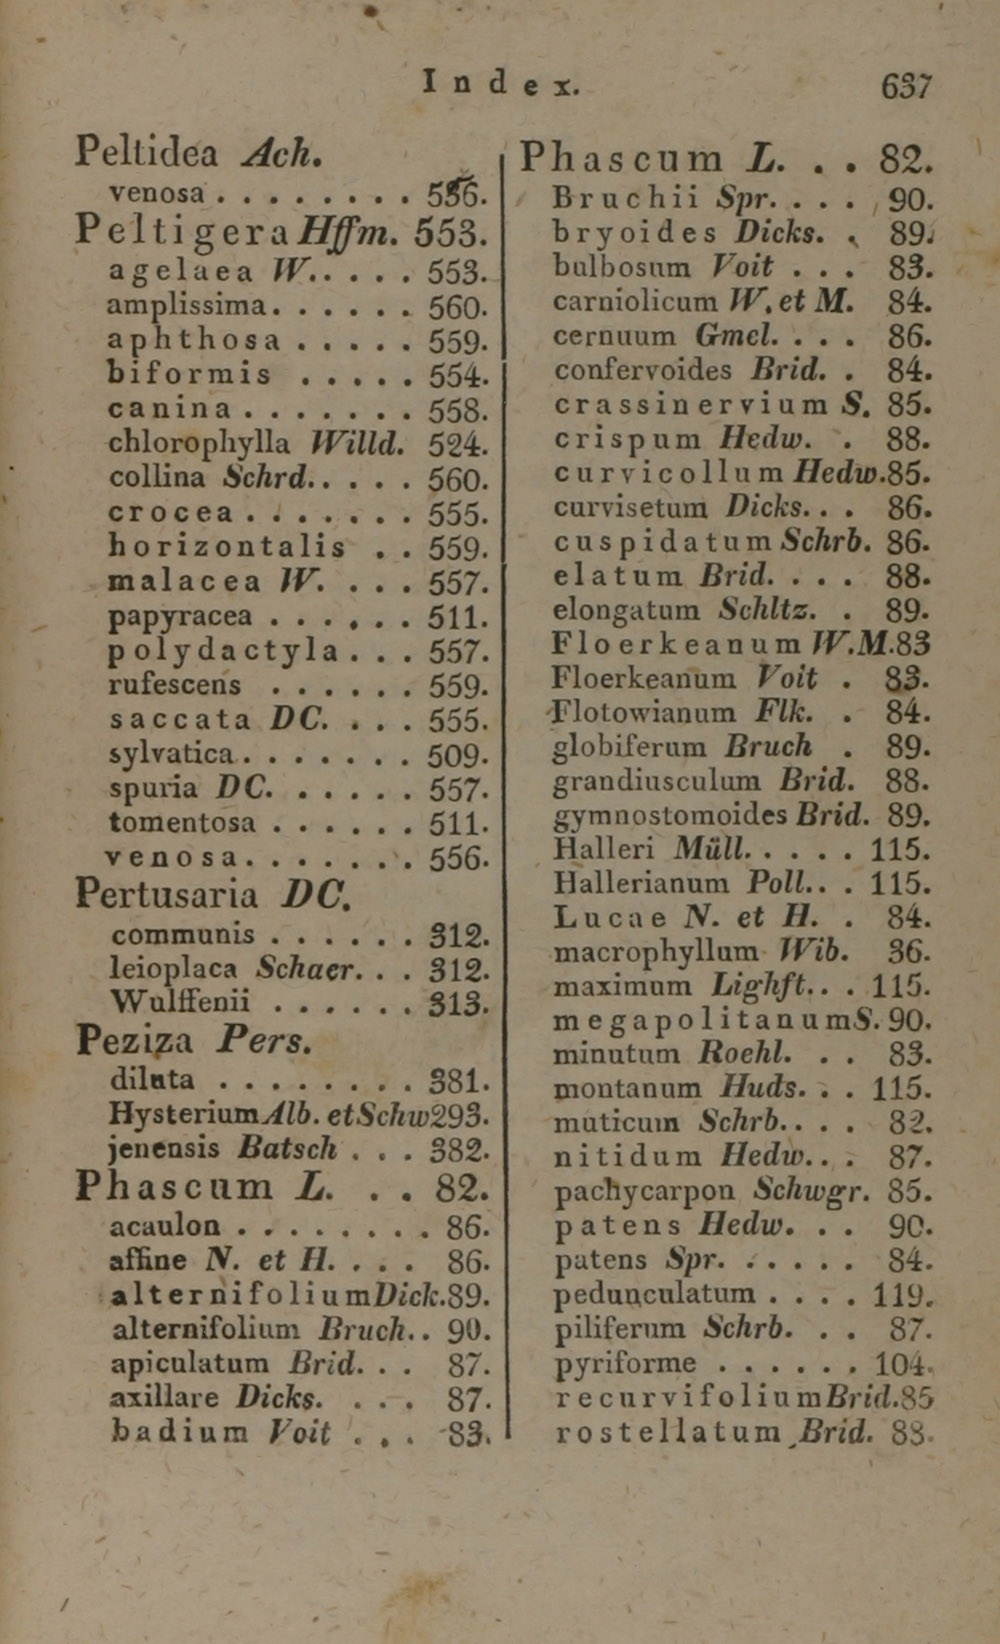 Index.
637
Peltidea Ach.
venosa . . . . . . . . 556.
Peltigera Hffm. 553.
agelaea W. . . . . 553.
amplissima. . . . . . 560.
aphthosa . . . . . 559.
biformis . . . . . 554.
canina . . . . . . . 558.
chlorophylla Willd. 524.
collina Schrd. . . . . 560.
crocea . . . . . . . 555.
horizontalis . . 559.
malacea W. . . . 557.
papyracea . . . . . . 511.
polydactyla . . . 557.
rufescens . . . . . . 559.
saccata DC. . . . 555.
sylvatica . . . . . . . 509.
spuria DC. . . . . . 557.
tomentosa . . . . . . 511.
venosa. . . . . . . . 556.
Pertusaria DC.
communis . . . . . . 312.
leioplaca Schaer. . . 312.
Wulffenii . . . . . . 313.
Peziza Pers.
diluta . . . . . . . . 381.
Hysterium Alb. et Schw 293.
jenensis Batsch . . . 382.
Phascum L. . . 82.
acaulon . . . . . . . . 86.
affine N. et H. . . . 86.
alternifolium Dick. 89.
alternifolium Bruch. . 90.
apiculatum Brid. . . 87.
axillare Dicks. . . . 87.
badium Voit . . . 83.
Phascum L. . . 82.
Bruchii Spr. . . . 90.
bryoides Dicks. . 89.
bulbosum Voit . . . 83.
carniolicum W. et M. 84.
cernuum Gmel. . . . 86.
confervoides Brid. . 84.
crassinervium S. 85.
crispum Hedw. . 88.
curvicollum Hedw. 85.
curvisetum Dicks. . . 86.
cuspidatum Schrb. 86.
elatum Brid. . . . 88.
elongatum Schltz. . 89.
Floerkeanum W. M. 83
Floerkeanum Voit . 83.
Flotowianum Flk. . 84.
globiferum Bruch . 89.
grandiusculum Brid. 88.
gymnostomoides Brid. 89.
Halleri Müll. . . . . 115.
Hallerianum Poll. . . 115.
Lucae N. et H. . 84.
macrophyllum Wib. 36.
maximum Lighft. . . 115.
megapolitanum S. 90.
minutum Roehl. . . 83.
montanum Huds. . . 115.
muticum Schrb. . . . 82.
nitidum Hedw. . . 87.
pachycarpon Schwgr. 85.
patens Hedw. . . 90.
patens Spr. . . . . . 84.
pedunculatum . . . . 119.
piliferum Schrb. . . 87.
pyriforme . . . . . . 104.
recurvifolium Brid. 85
rostellatum Brid. 88.